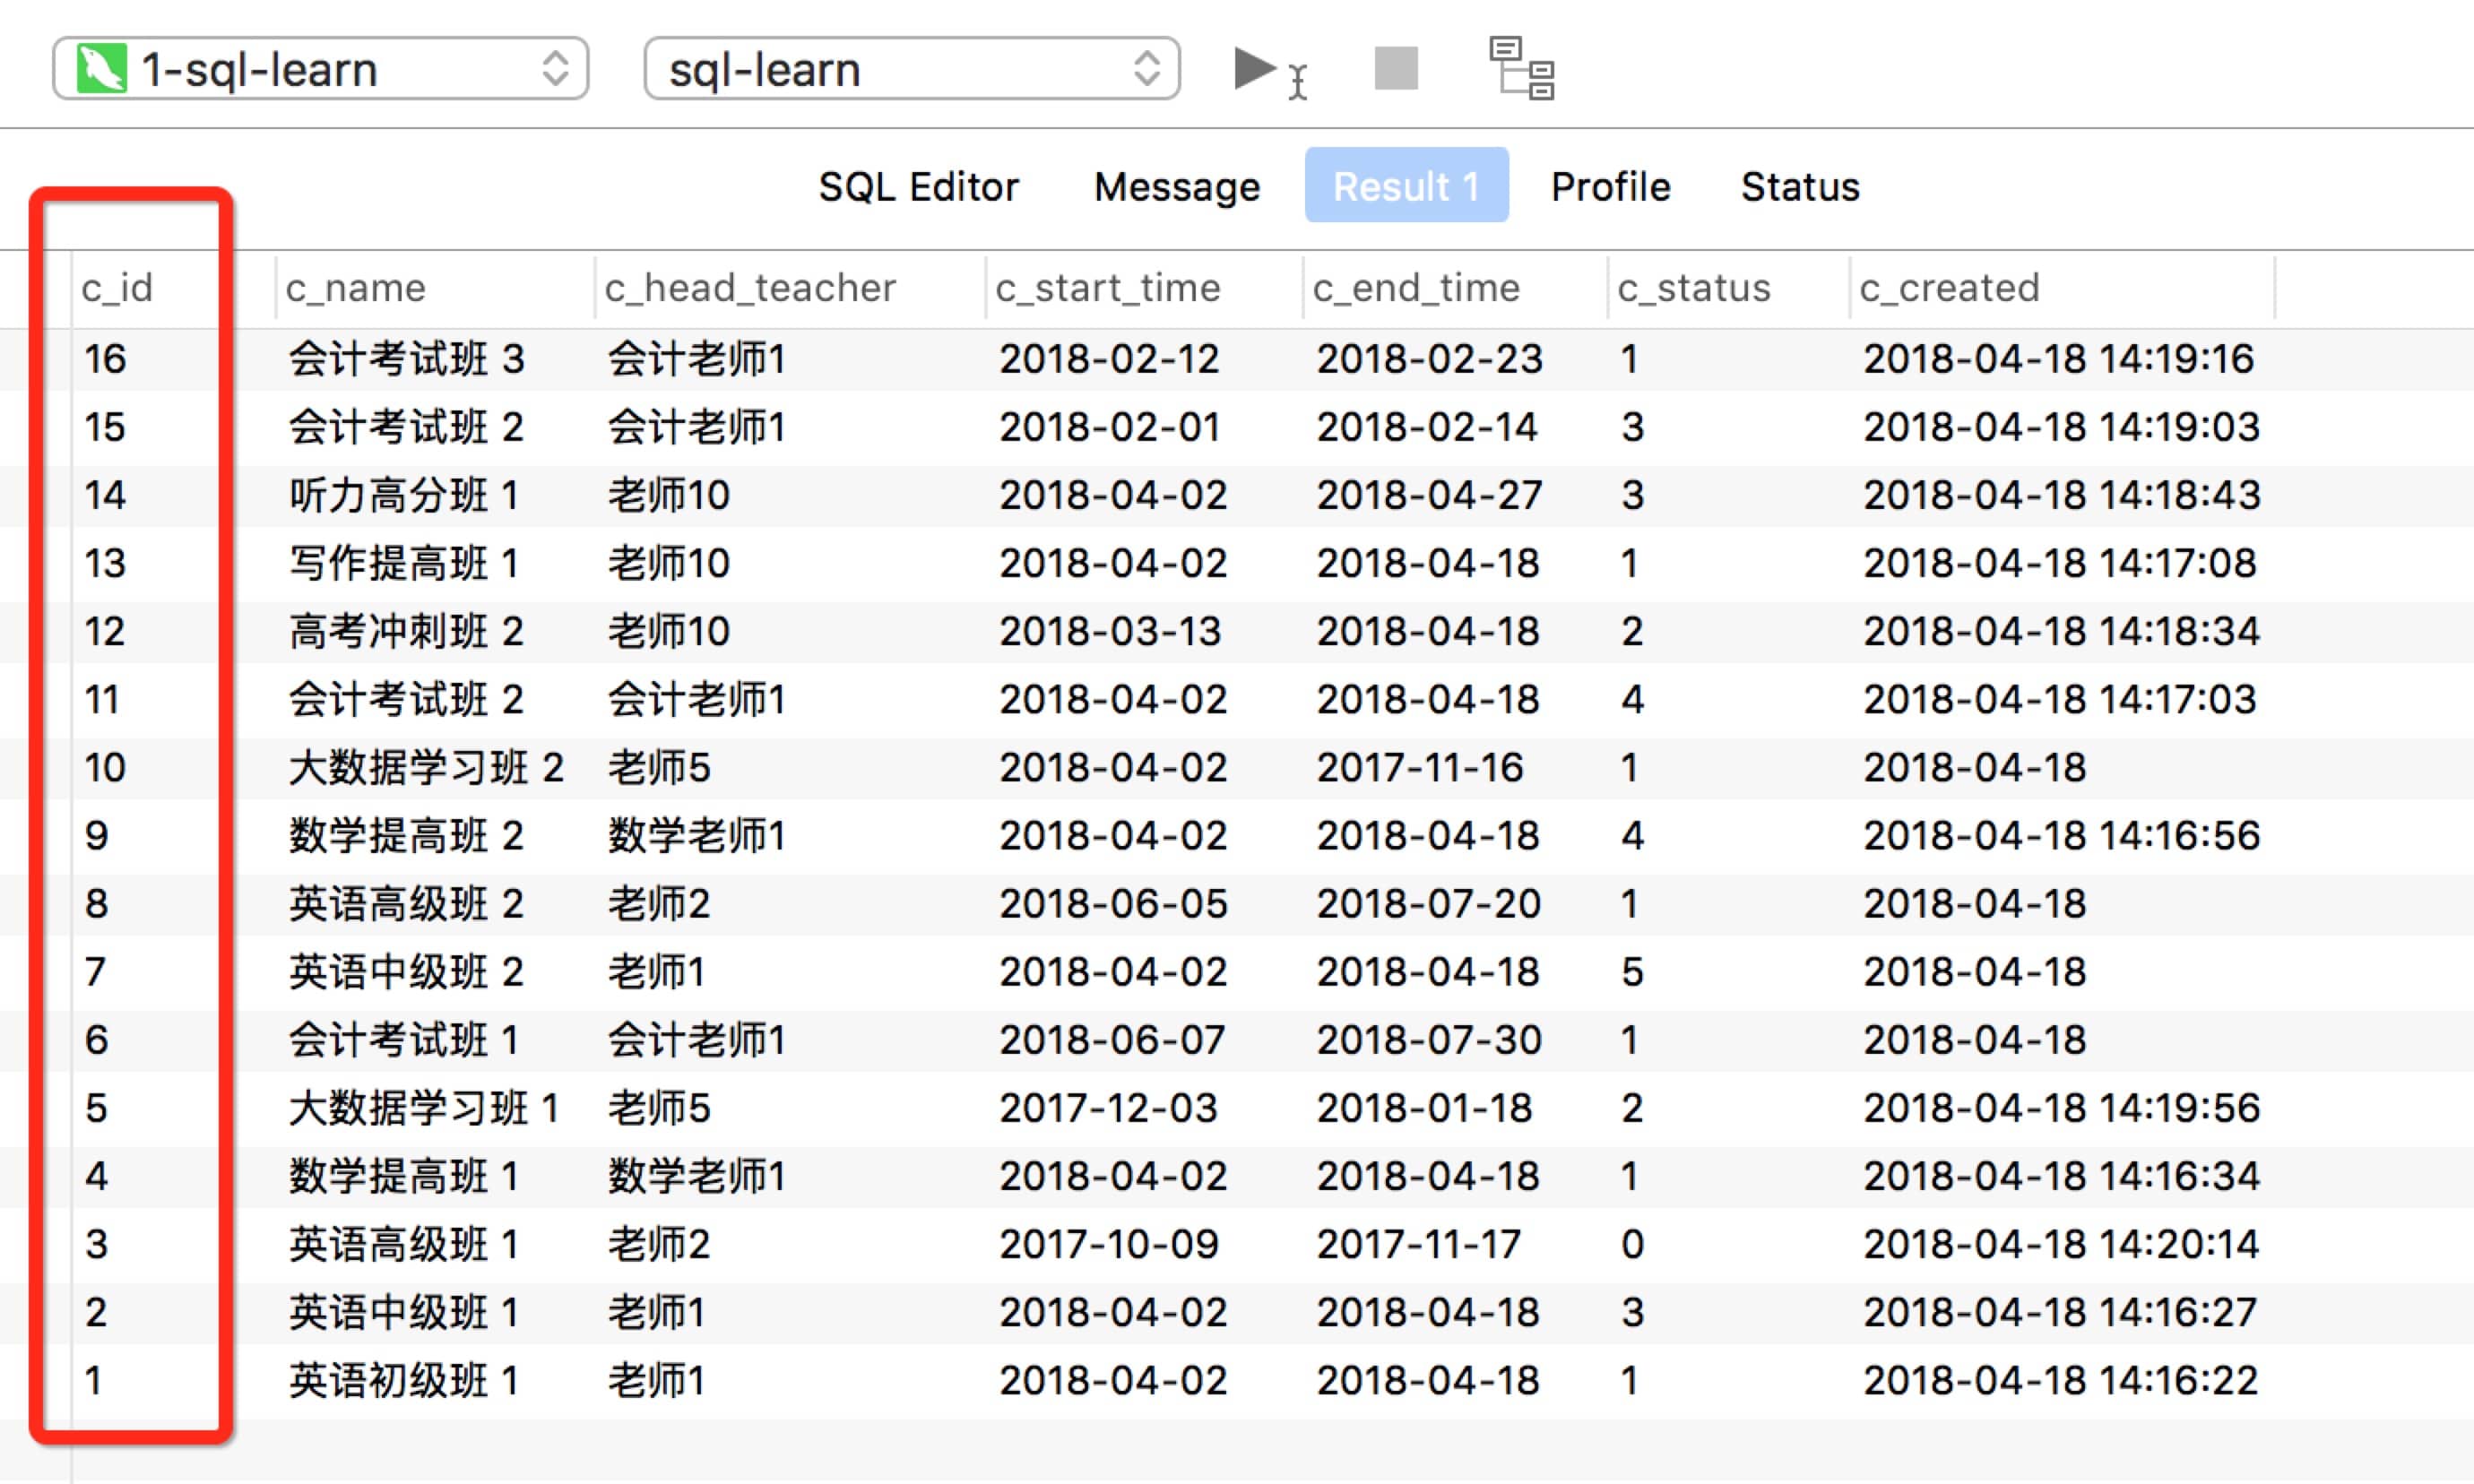 1-sql-learn sql-learn
SQL Editor Message Result 1 Profile Status
c_id c_name c_head_teacher c_start_time c_end_time c_status c_created
16 会计考试班 3 会计老师1 2018-02-12 2018-02-23 1 2018-04-18 14:19:16
15 会计考试班 2 会计老师1 2018-02-01 2018-02-14 3 2018-04-18 14:19:03
14 听力高分班 1 老师10 2018-04-02 2018-04-27 3 2018-04-18 14:18:43
13 写作提高班 1 老师10 2018-04-02 2018-04-18 1 2018-04-18 14:17:08
12 高考冲刺班 2 老师10 2018-03-13 2018-04-18 2 2018-04-18 14:18:34
11 会计考试班 2 会计老师1 2018-04-02 2018-04-18 4 2018-04-18 14:17:03
10 大数据学习班 2 老师5 2018-04-02 2017-11-16 1 2018-04-18
9 数学提高班 2 数学老师1 2018-04-02 2018-04-18 4 2018-04-18 14:16:56
8 英语高级班 2 老师2 2018-06-05 2018-07-20 1 2018-04-18
7 英语中级班 2 老师1 2018-04-02 2018-04-18 5 2018-04-18
6 会计考试班 1 会计老师1 2018-06-07 2018-07-30 1 2018-04-18
5 大数据学习班 1 老师5 2017-12-03 2018-01-18 2 2018-04-18 14:19:56
4 数学提高班 1 数学老师1 2018-04-02 2018-04-18 1 2018-04-18 14:16:34
3 英语高级班 1 老师2 2017-10-09 2017-11-17 0 2018-04-18 14:20:14
2 英语中级班 1 老师1 2018-04-02 2018-04-18 3 2018-04-18 14:16:27
1 英语初级班 1 老师1 2018-04-02 2018-04-18 1 2018-04-18 14:16:22